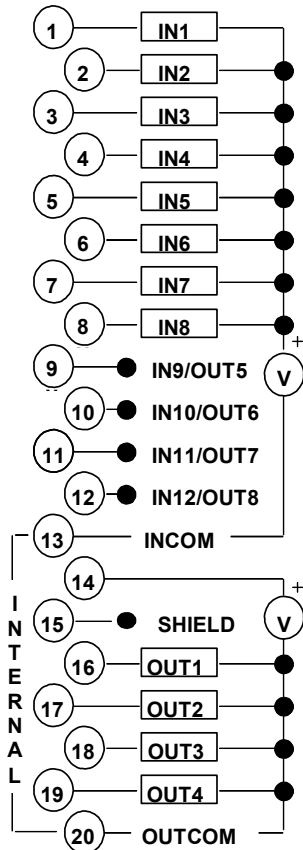 1 IN1
2 IN2
3 IN3
4 IN4
5 IN5
6 IN6
7 IN7
8 IN8
+
9 IN9/OUT5 V
10 IN10/OUT6
11 IN11/OUT7
12 IN12/OUT8
13 INCOM
14
+
15 SHIELD V
16 OUT1
17 OUT2
18 OUT3
19 OUT4
20 OUTCOM
INTERNAL